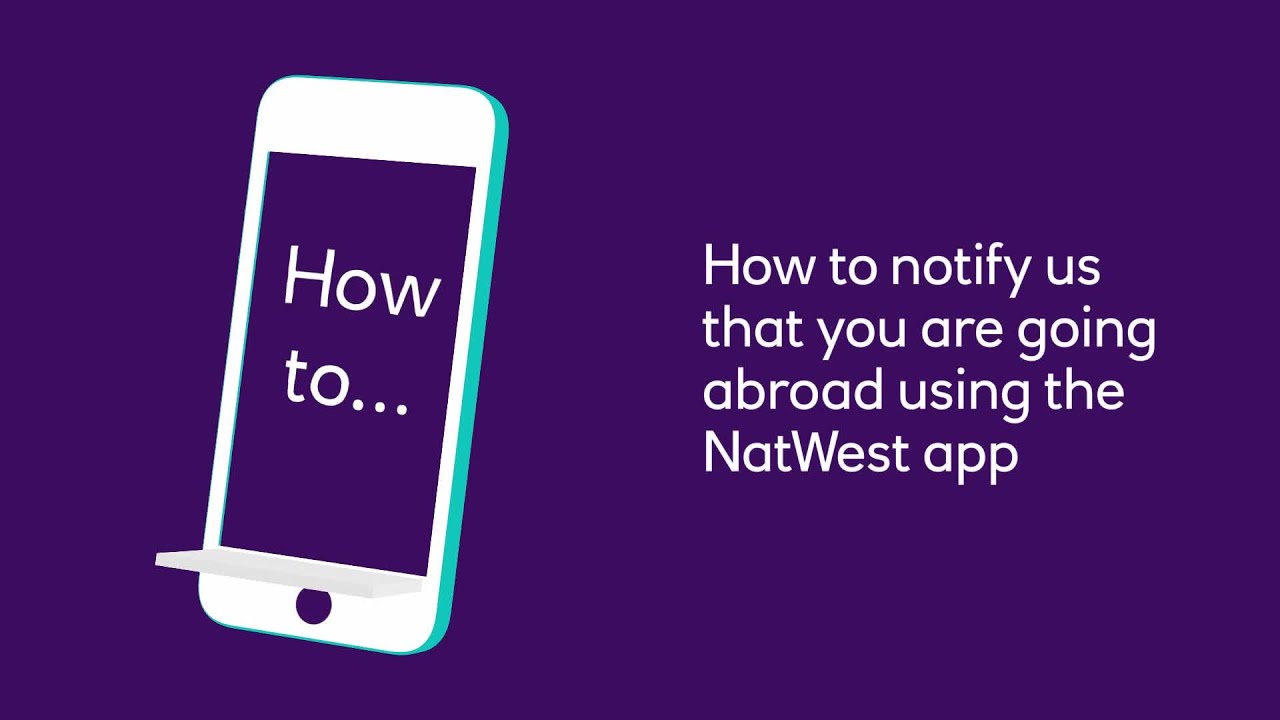 How
to...
How to notify us
that you are going
abroad using the
NatWest app